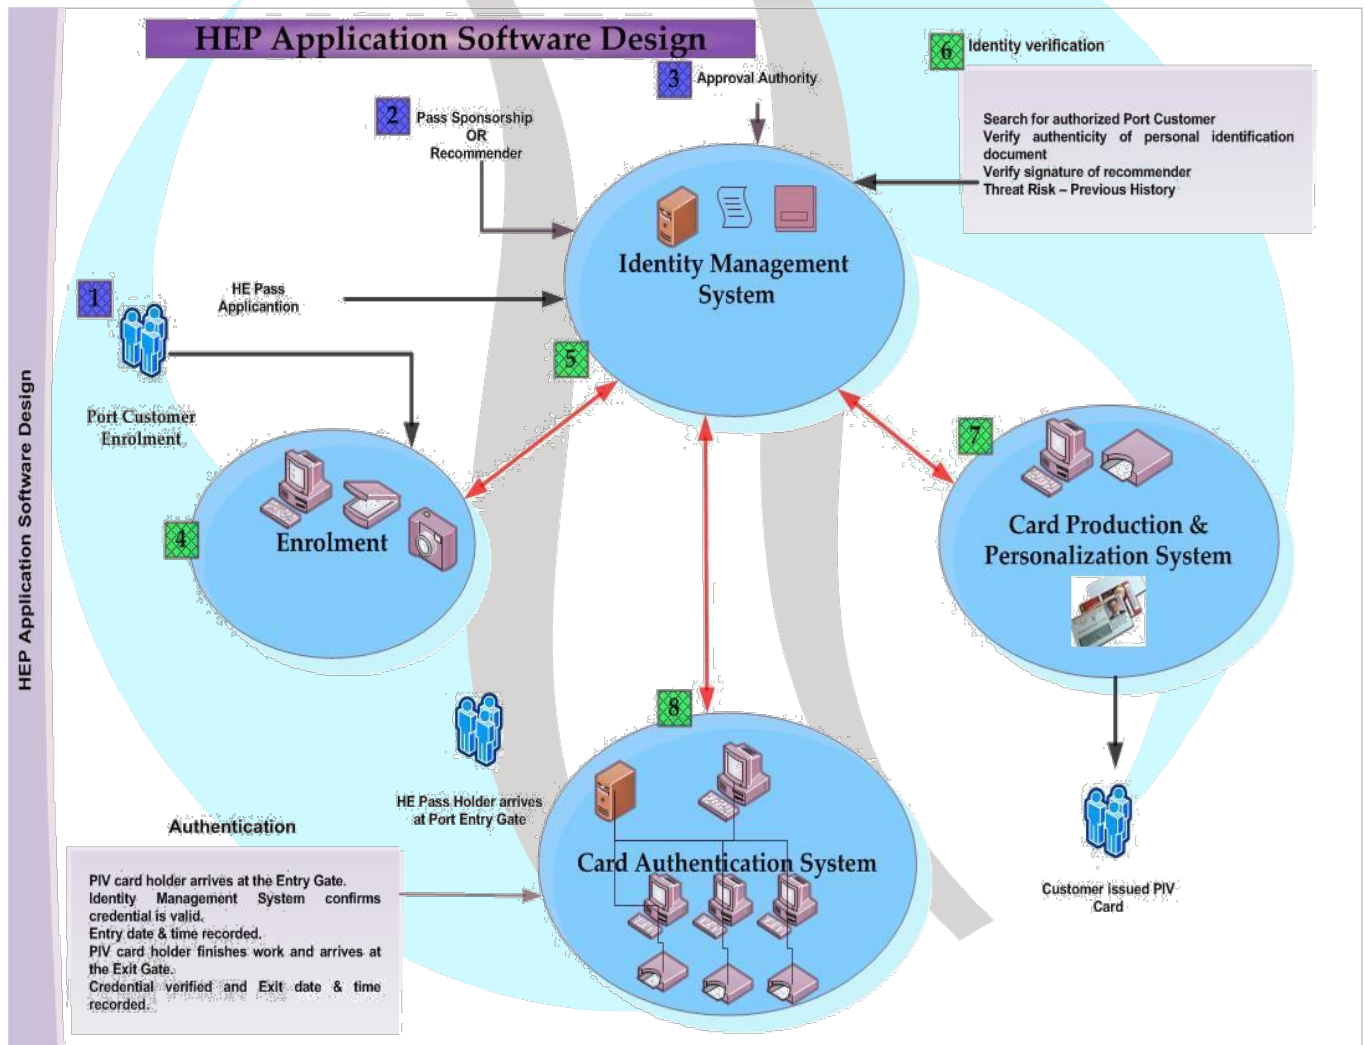 HEP Application Software Design
6
Identity verification
3
Approval Authority
2
Pass Sponsorship
OR
Recommender
Search for authorized Port Customer
Verify authenticity of personal identification
document
Verify signature of recommender
Threat Risk – Previous History
Identity Management
System
1
HE Pass
Applicantion
5
Port Customer
Enrolment
7
4
Enrolment
Card Production &
Personalization System
HEP Application Software Design
8
HE Pass Holder arrives
at Port Entry Gate
Authentication
Card Authentication System
PIV card holder arrives at the Entry Gate.
Identity Management System confirms
credential is valid.
Entry date & time recorded.
PIV card holder finishes work and arrives at
the Exit Gate.
Credential verified and Exit date & time
recorded.
Customer issued PIV
Card